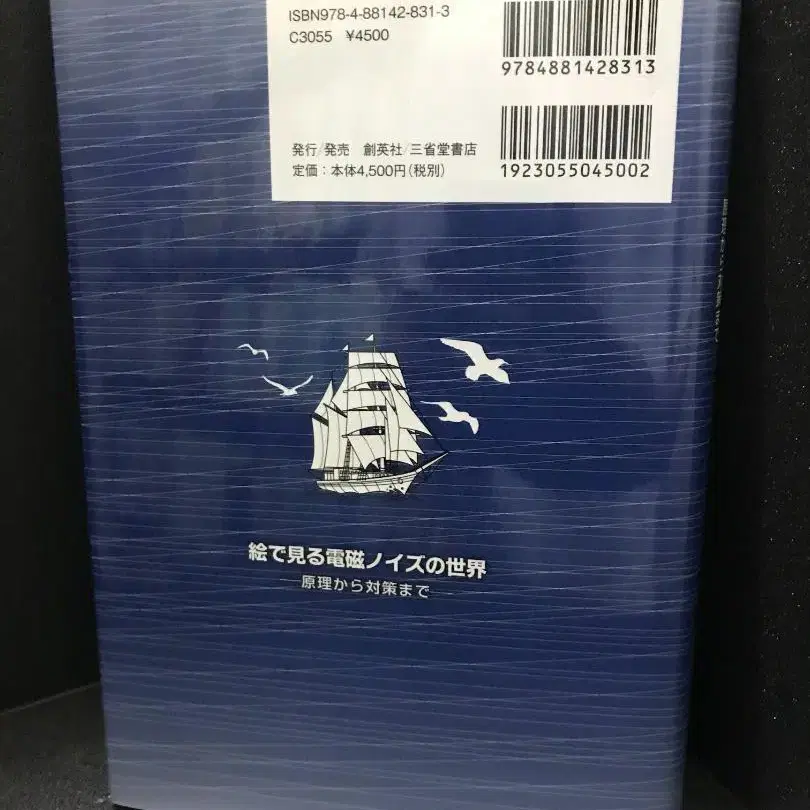 ISBN978-4-88142-831-3
C3055 ¥4500
9784881428313
発行/発売 創英社/三省堂書店
定価：本体4,500円(税別)
1923055045002
絵で見る電磁ノイズの世界
原理から対策まで